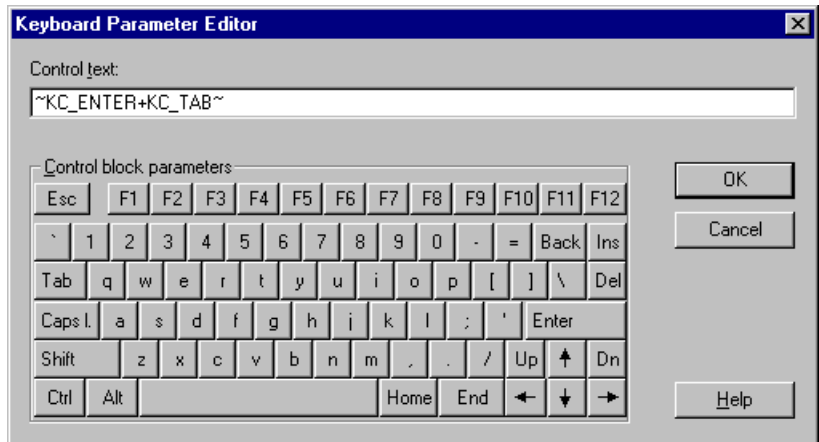 Keyboard Parameter Editor
Control text:
~KC_ENTER+KC_TAB~
Control block parameters
Esc F1 F2 F3 F4 F5 F6 F7 F8 F9 F10 F11 F12
` 1 2 3 4 5 6 7 8 9 0 - = Back Ins
Tab q w e r t y u i o p [ ] \ Del
Caps l. a s d f g h j k l ; ' Enter
Shift z x c v b n m , . / Up ↑ Dn
Ctrl Alt Home End ← ↓ →
OK
Cancel
Help